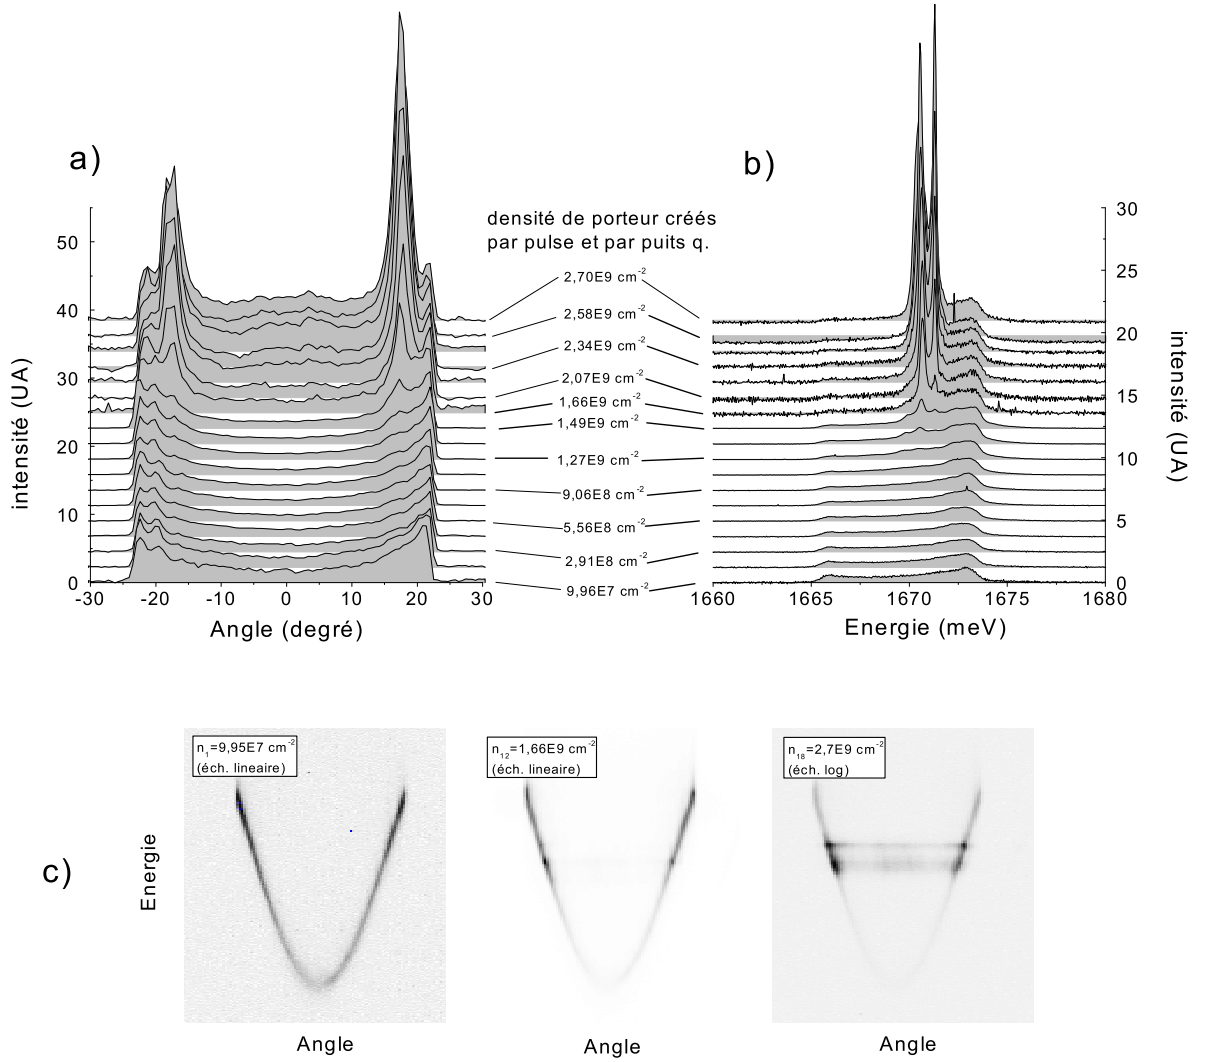 a)
b)
densité de porteur créés
par pulse et par puits q.
2,70E9 cm-2
2,58E9 cm-2
2,34E9 cm-2
2,07E9 cm-2
1,66E9 cm-2
1,49E9 cm-2
1,27E9 cm-2
9,06E8 cm-2
5,56E8 cm-2
2,91E8 cm-2
9,96E7 cm-2
intensité (UA)
50
40
30
20
10
0
-30 -20 -10 0 10 20 30
Angle (degré)
30
25
20
15
10
5
0
1660 1665 1670 1675 1680
Energie (meV)
intensité (UA)
c)
Energie
n1=9,95E7 cm-2
(éch. lineaire)
Angle
n12=1,66E9 cm-2
(éch. lineaire)
Angle
n18=2,7E9 cm-2
(éch. log)
Angle